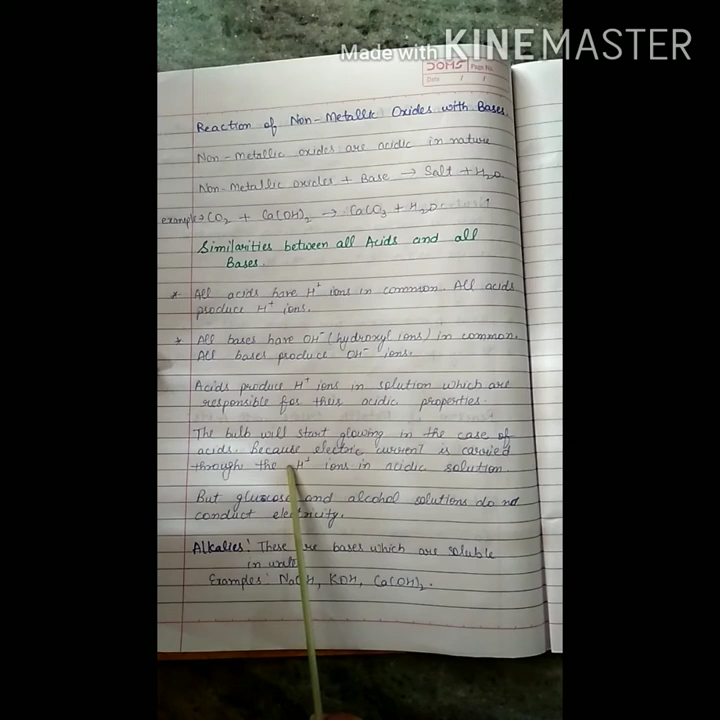 Made with KINEMASTER
DOMS Page No.
Date / /
Reaction of Non-Metallic Oxides with Bases.
Non-Metallic oxides are acidic in nature
Non-Metallic oxides + Base → Salt + H₂O
example→ CO₂ + Ca(OH)₂ → CaCO₃ + H₂O
Similarities between all Acids and all
Bases.
* All acids have H⁺ ions in common. All acids
produce H⁺ ions.
* All bases have OH⁻ (hydroxyl ions) in common.
All bases produce OH⁻ ions.
Acids produce H⁺ ions in solution which are
responsible for their acidic properties.
The bulb will start glowing in the case of
acids, because electric current is carried
through the H⁺ ions in acidic solution.
But glucose and alcohol solutions do not
conduct electricity.
Alkalies: These are bases which are soluble
in
Examples: NaOH, KOH, Ca(OH)₂.